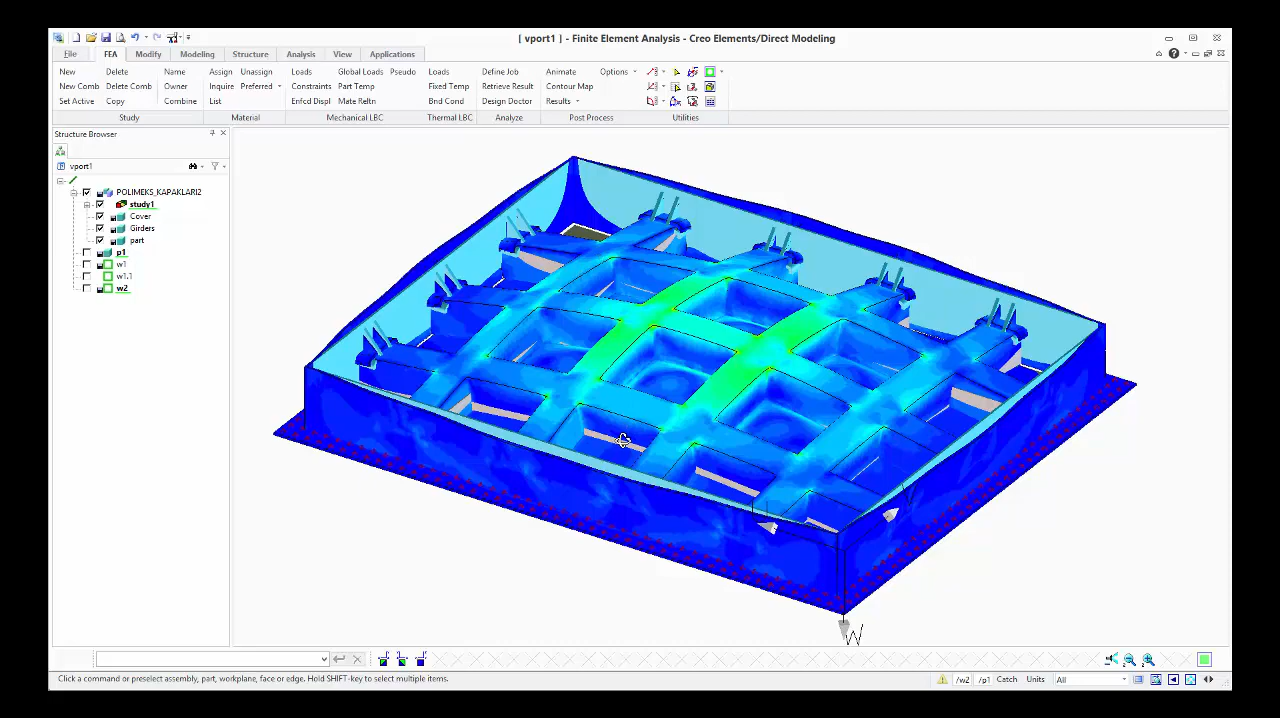 [ vport1 ] - Finite Element Analysis - Creo Elements/Direct Modeling
File FEA Modify Modeling Structure Analysis View Applications
New Delete Name Assign Unassign Loads Global Loads Pseudo Loads Define Job Animate Options
New Comb Delete Comb Owner Inquire Preferred Constraints Part Temp Fixed Temp Retrieve Result Contour Map
Set Active Copy Combine List Enfcd Displ Mate Reltn Bnd Cond Design Doctor Results
Study Material Mechanical LBC Thermal LBC Analyze Post Process Utilities
Structure Browser
vport1
POLIMEKS_KAPAKLARI2
study1
Cover
Girders
part
p1
w1
w1.1
w2
W
Click a command or preselect assembly, part, workplane, face or edge. Hold SHIFT-key to select multiple items.
/w2 /p1 Catch Units All